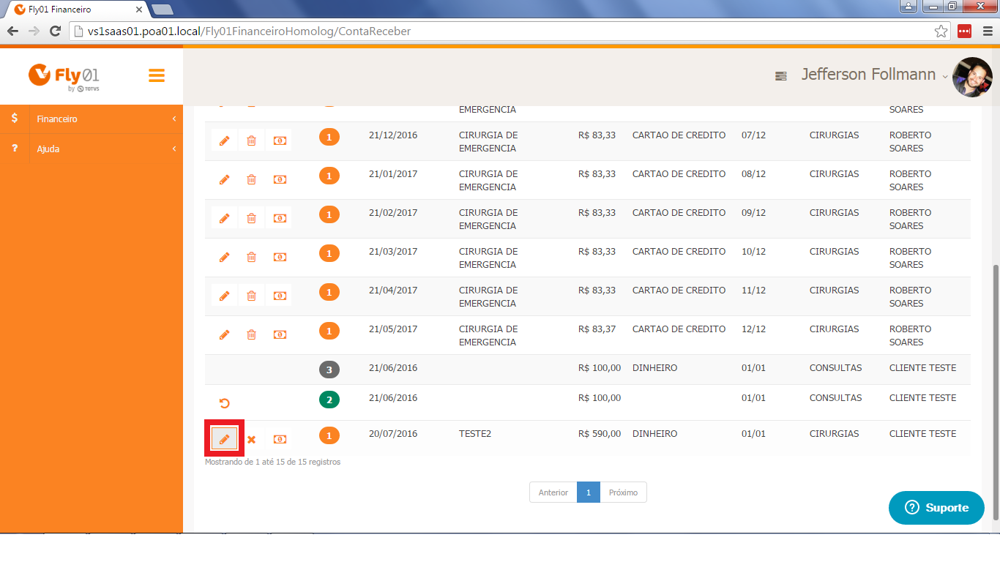 Fly01 Financeiro
vs1saas01.poa01.local/Fly01FinanceiroHomolog/ContaReceber
Fly01
by TOTVS
Jefferson Follmann
$ Financeiro
? Ajuda
EMERGENCIA SOARES
1 21/12/2016 CIRURGIA DE R$ 83,33 CARTAO DE CREDITO 07/12 CIRURGIAS ROBERTO
EMERGENCIA SOARES
1 21/01/2017 CIRURGIA DE R$ 83,33 CARTAO DE CREDITO 08/12 CIRURGIAS ROBERTO
EMERGENCIA SOARES
1 21/02/2017 CIRURGIA DE R$ 83,33 CARTAO DE CREDITO 09/12 CIRURGIAS ROBERTO
EMERGENCIA SOARES
1 21/03/2017 CIRURGIA DE R$ 83,33 CARTAO DE CREDITO 10/12 CIRURGIAS ROBERTO
EMERGENCIA SOARES
1 21/04/2017 CIRURGIA DE R$ 83,33 CARTAO DE CREDITO 11/12 CIRURGIAS ROBERTO
EMERGENCIA SOARES
1 21/05/2017 CIRURGIA DE R$ 83,37 CARTAO DE CREDITO 12/12 CIRURGIAS ROBERTO
EMERGENCIA SOARES
3 21/06/2016 R$ 100,00 DINHEIRO 01/01 CONSULTAS CLIENTE TESTE
2 21/06/2016 R$ 100,00 01/01 CONSULTAS CLIENTE TESTE
1 20/07/2016 TESTE2 R$ 590,00 DINHEIRO 01/01 CIRURGIAS CLIENTE TESTE
Mostrando de 1 até 15 de 15 registros
Anterior 1 Próximo
? Suporte